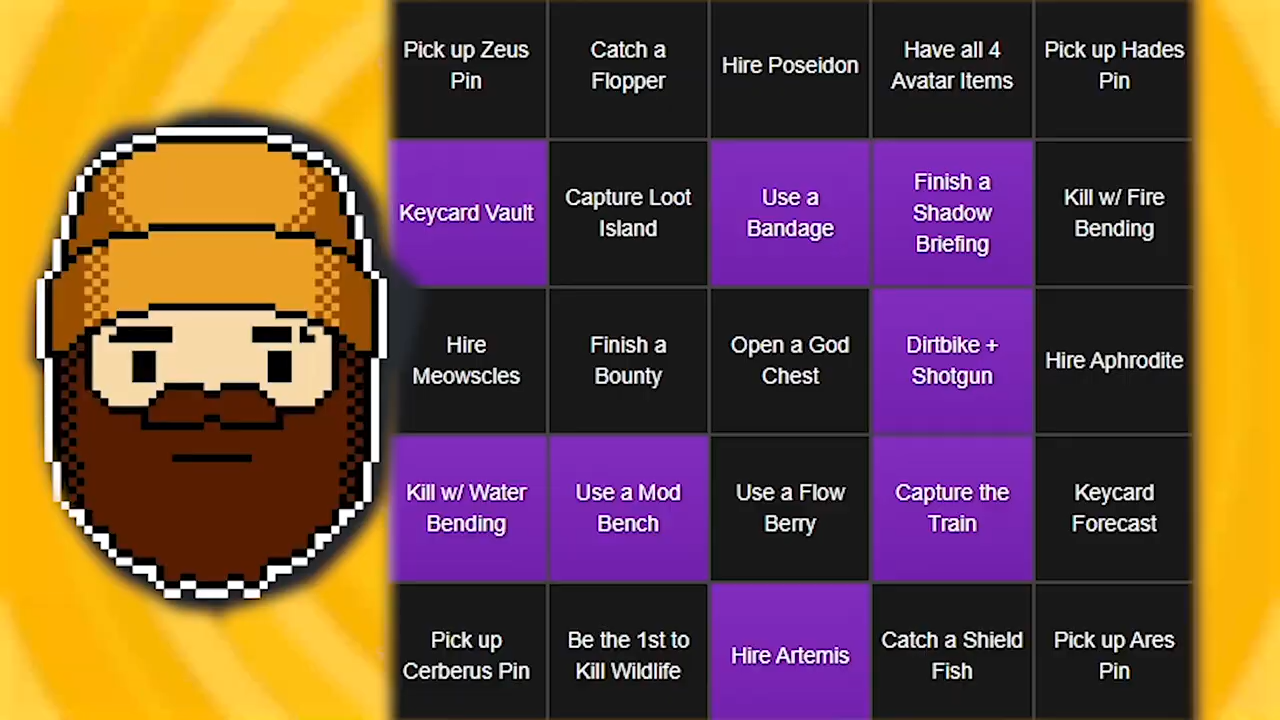 Pick up Zeus
Pin
Catch a
Flopper
Hire Poseidon
Have all 4
Avatar Items
Pick up Hades
Pin
Keycard Vault
Capture Loot
Island
Use a
Bandage
Finish a
Shadow
Briefing
Kill w/ Fire
Bending
Hire
Meowscles
Finish a
Bounty
Open a God
Chest
Dirtbike +
Shotgun
Hire Aphrodite
Kill w/ Water
Bending
Use a Mod
Bench
Use a Flow
Berry
Capture the
Train
Keycard
Forecast
Pick up
Cerberus Pin
Be the 1st to
Kill Wildlife
Hire Artemis
Catch a Shield
Fish
Pick up Ares
Pin